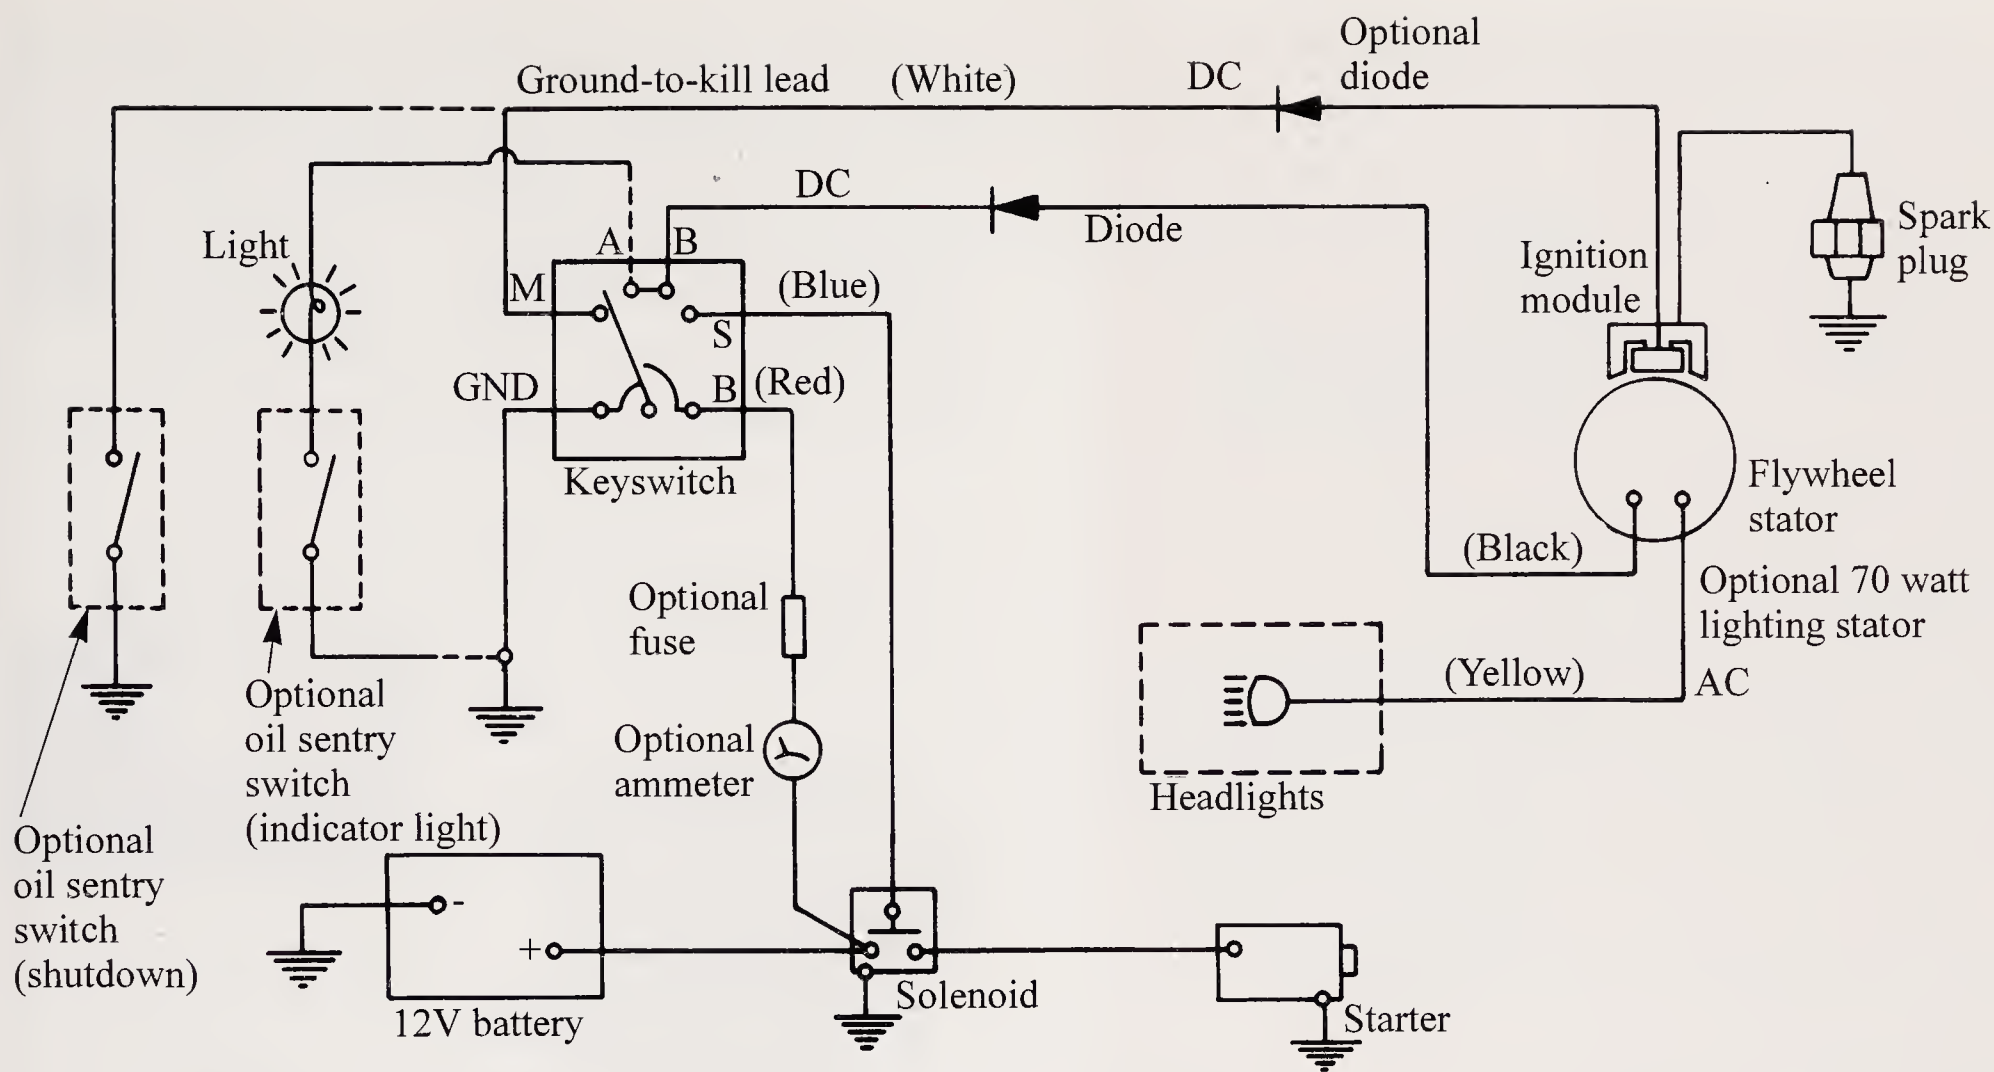 Optional
diode
Ground-to-kill lead (White) DC
DC
Diode
Spark
plug
Ignition
module
Light
A B
M
(Blue)
S
GND
B (Red)
Keyswitch
Flywheel
stator
(Black)
Optional 70 watt
lighting stator
Optional
fuse
(Yellow) AC
Optional
oil sentry
switch
(indicator light)
Optional
ammeter
Headlights
Optional
oil sentry
switch
(shutdown)
-
+
12V battery
Solenoid
Starter